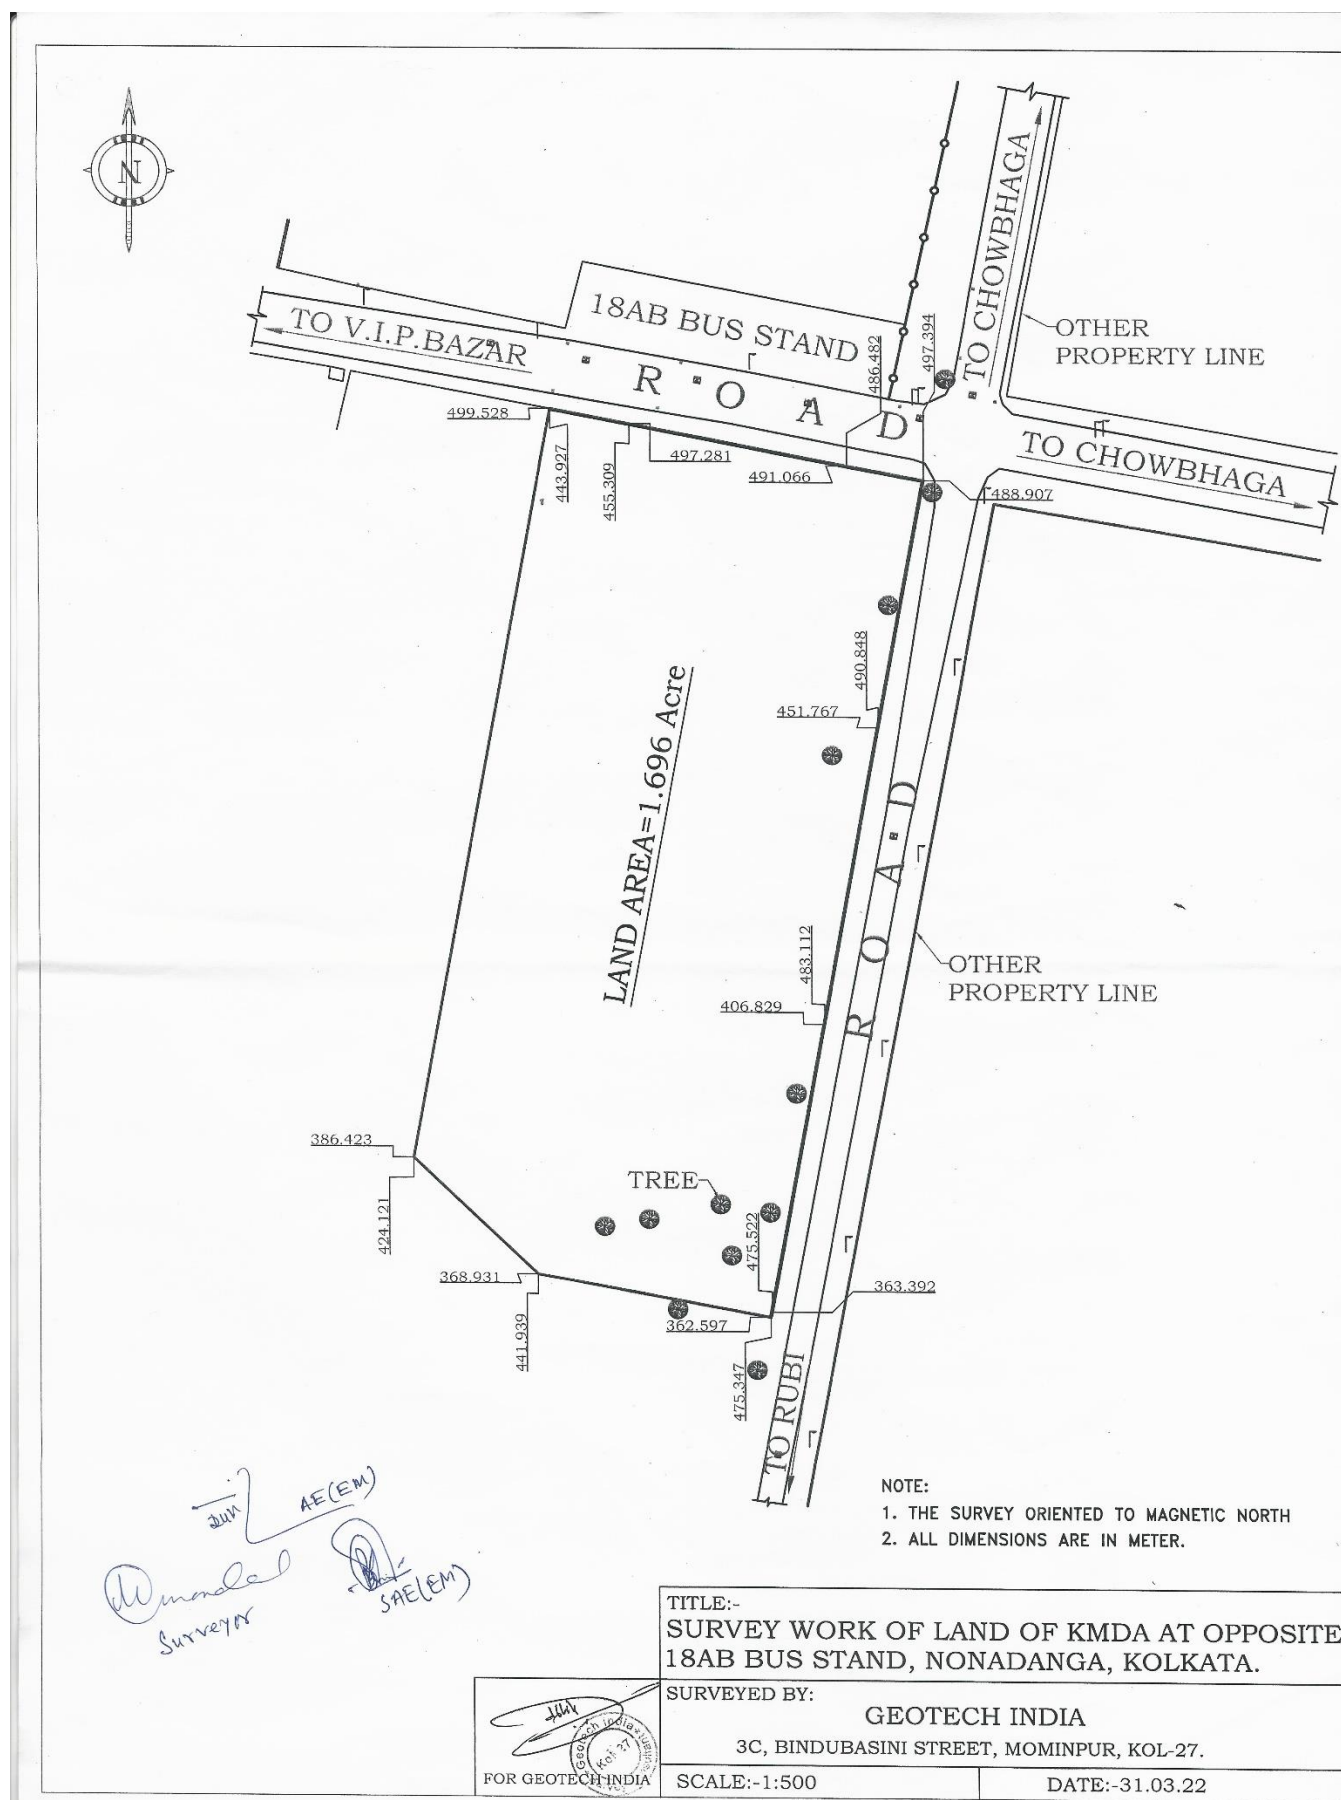 N
TO CHOWBHAGA
18AB BUS STAND
TO V.I.P.BAZAR
OTHER
PROPERTY LINE
486.482
497.394
R O A D
499.528
443.927
455.309
497.281
491.066
TO CHOWBHAGA
488.907
490.848
451.767
LAND AREA=1.696 Acre
R O A D
483.112
406.829
OTHER
PROPERTY LINE
386.423
424.121
TREE
475.522
368.931
441.939
363.392
362.597
475.347
TO RUBI
NOTE:
1. THE SURVEY ORIENTED TO MAGNETIC NORTH
2. ALL DIMENSIONS ARE IN METER.
AE(EM)
SAE(EM)
Surveyor
TITLE:-
SURVEY WORK OF LAND OF KMDA AT OPPOSITE
18AB BUS STAND, NONADANGA, KOLKATA.
SURVEYED BY:
GEOTECH INDIA
3C, BINDUBASINI STREET, MOMINPUR, KOL-27.
Geotech india
Kol 27
FOR GEOTECH INDIA
SCALE:-1:500
DATE:-31.03.22